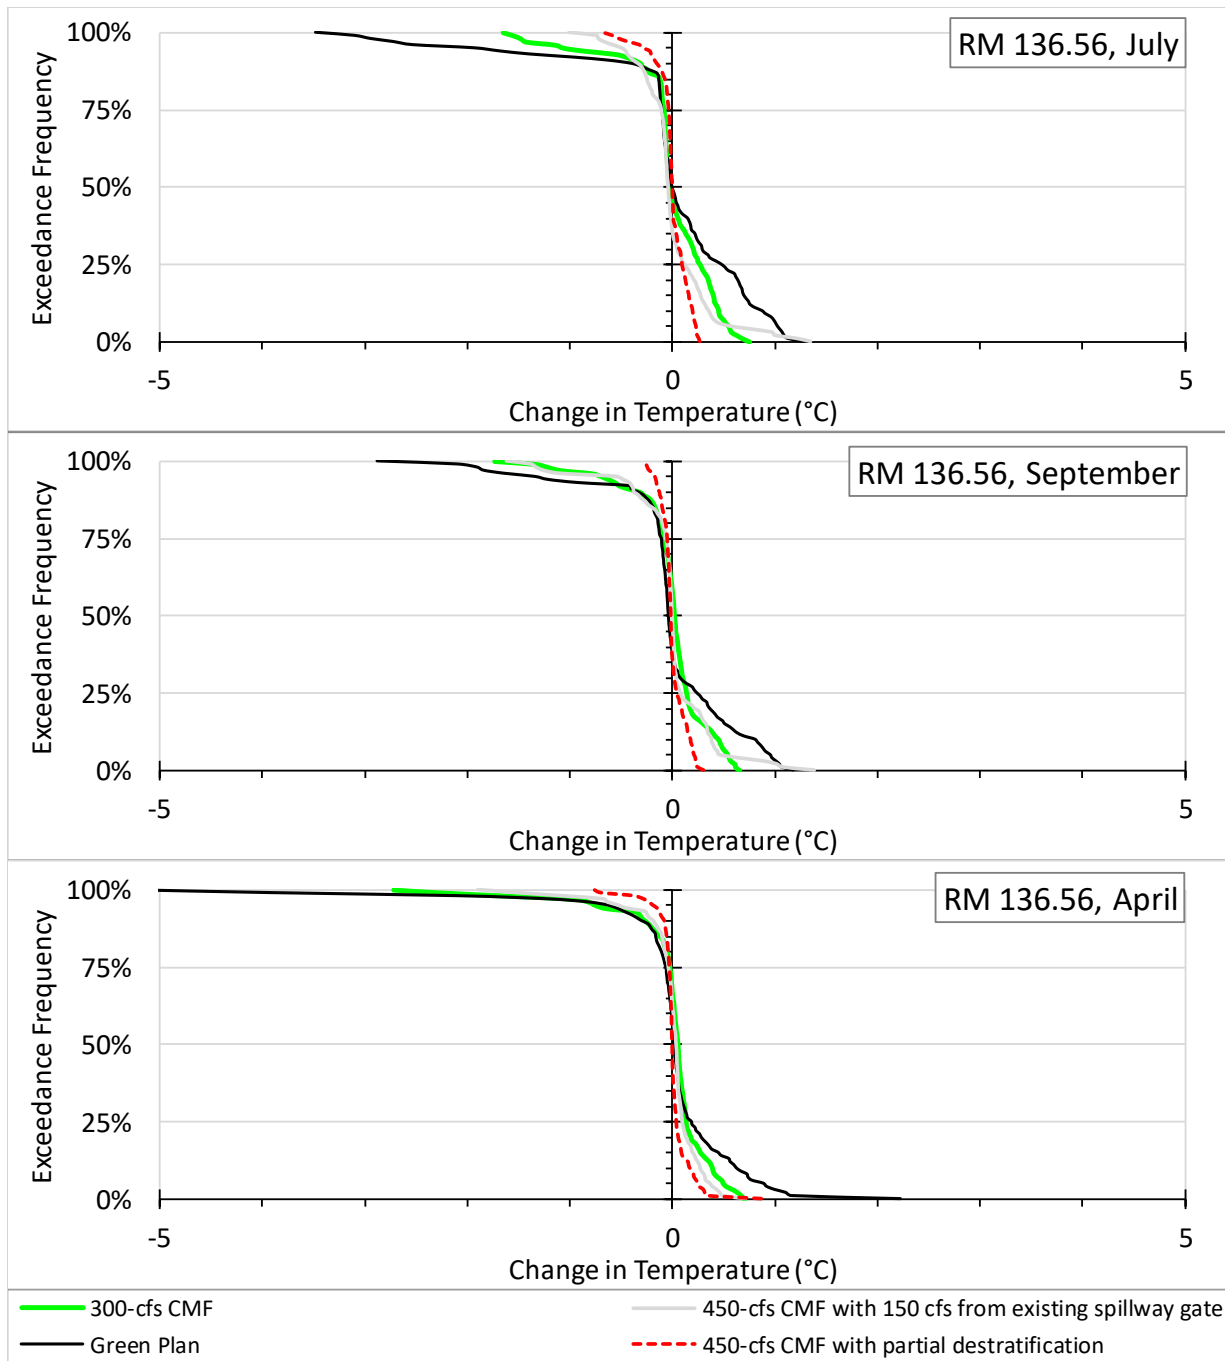 RM 136.56, July
Exceedance Frequency
100%
75%
50%
25%
0%
-5
0
5
Change in Temperature (°C)
RM 136.56, September
Exceedance Frequency
100%
75%
50%
25%
0%
-5
0
5
Change in Temperature (°C)
RM 136.56, April
Exceedance Frequency
100%
75%
50%
25%
0%
-5
0
5
Change in Temperature (°C)
300-cfs CMF
450-cfs CMF with 150 cfs from existing spillway gate
Green Plan
450-cfs CMF with partial destratification